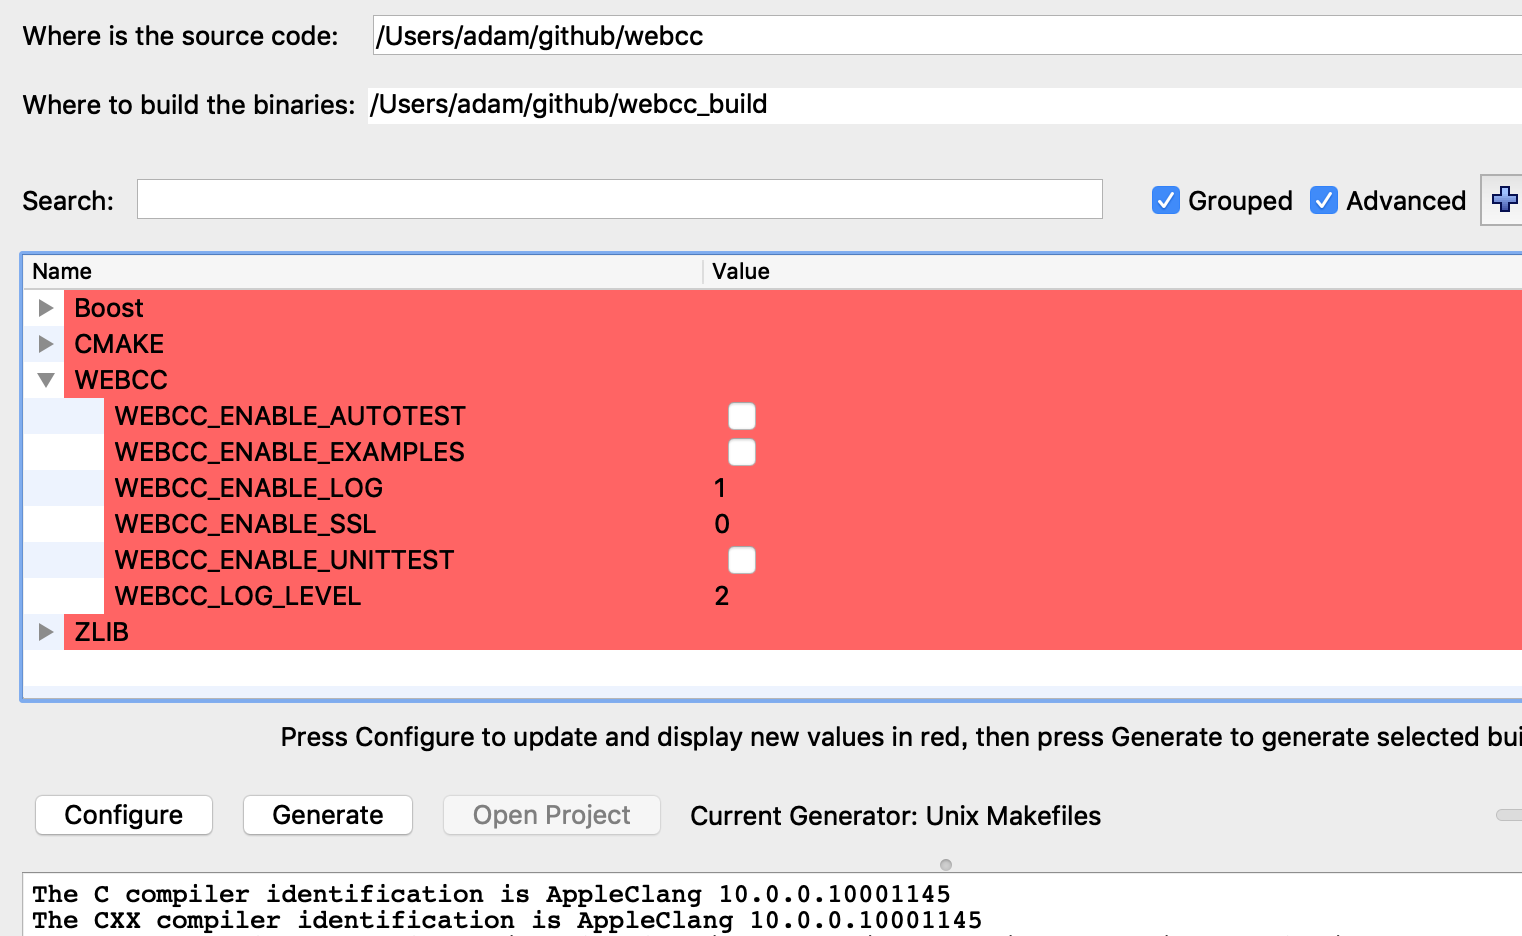 Where is the source code: /Users/adam/github/webcc
Where to build the binaries: /Users/adam/github/webcc_build
Search: Grouped Advanced
Name Value
Boost
CMAKE
WEBCC
WEBCC_ENABLE_AUTOTEST
WEBCC_ENABLE_EXAMPLES
WEBCC_ENABLE_LOG 1
WEBCC_ENABLE_SSL 0
WEBCC_ENABLE_UNITTEST
WEBCC_LOG_LEVEL 2
ZLIB
Press Configure to update and display new values in red, then press Generate to generate selected bui
Configure Generate Open Project Current Generator: Unix Makefiles
The C compiler identification is AppleClang 10.0.0.10001145
The CXX compiler identification is AppleClang 10.0.0.10001145